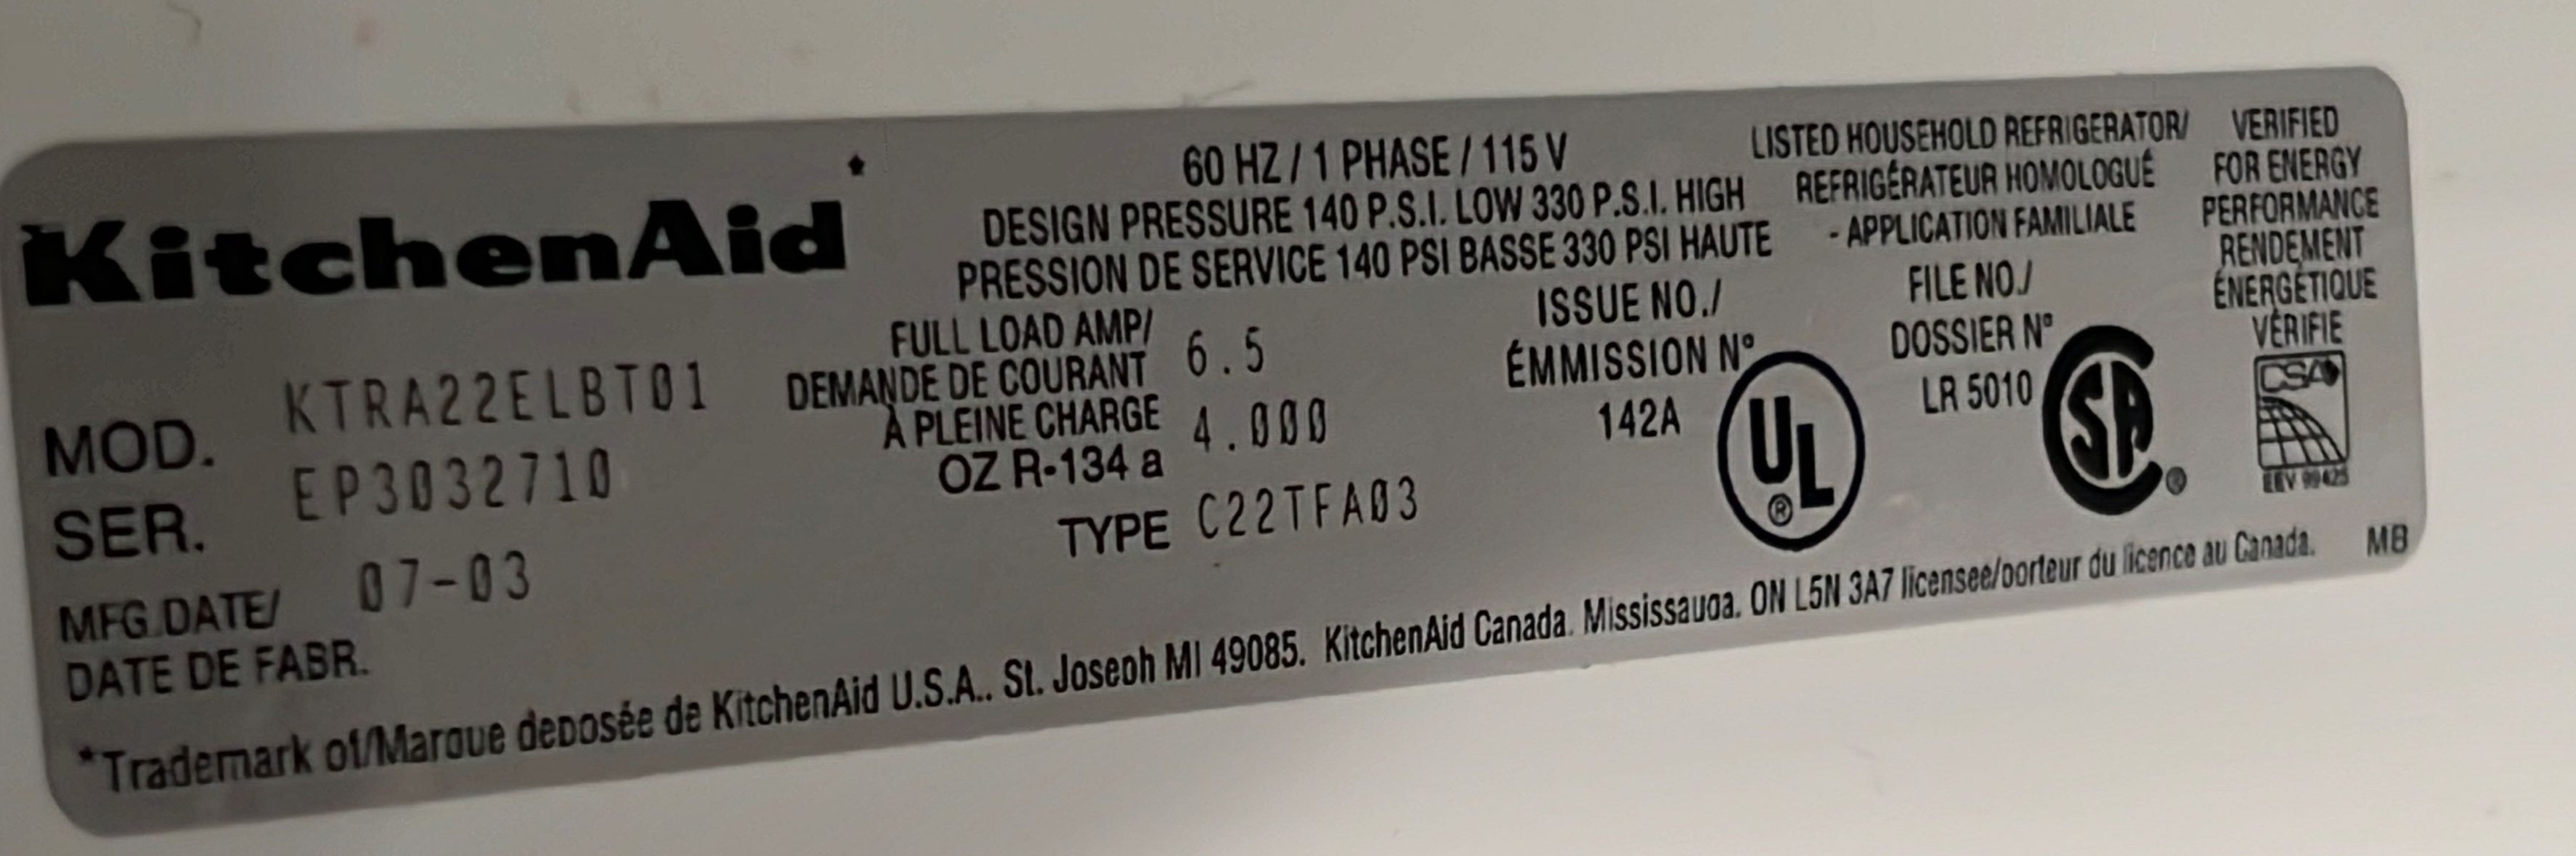 KitchenAid*
MOD. KTRA22ELBT01
SER. EP3032710
MFG.DATE/ 07-03
DATE DE FABR.
60 HZ / 1 PHASE / 115 V
DESIGN PRESSURE 140 P.S.I. LOW 330 P.S.I. HIGH
PRESSION DE SERVICE 140 PSI BASSE 330 PSI HAUTE
FULL LOAD AMP/
DEMANDE DE COURANT 6.5
À PLEINE CHARGE
OZ R-134 a 4.000
TYPE C22TFA03
ISSUE NO./
ÉMMISSION N°
142A
UL®
LISTED HOUSEHOLD REFRIGERATOR/
REFRIGÉRATEUR HOMOLOGUÉ
- APPLICATION FAMILIALE
FILE NO./
DOSSIER N°
LR 5010
SA®
VERIFIED
FOR ENERGY
PERFORMANCE
RENDEMENT
ÉNERGÉTIQUE
VÉRIFIE
CSA
EEV 99425
*Trademark of/Marque deposée de KitchenAid U.S.A.. St. Joseph MI 49085. KitchenAid Canada. Mississauga. ON L5N 3A7 licensee/porteur du licence au Canada. MB